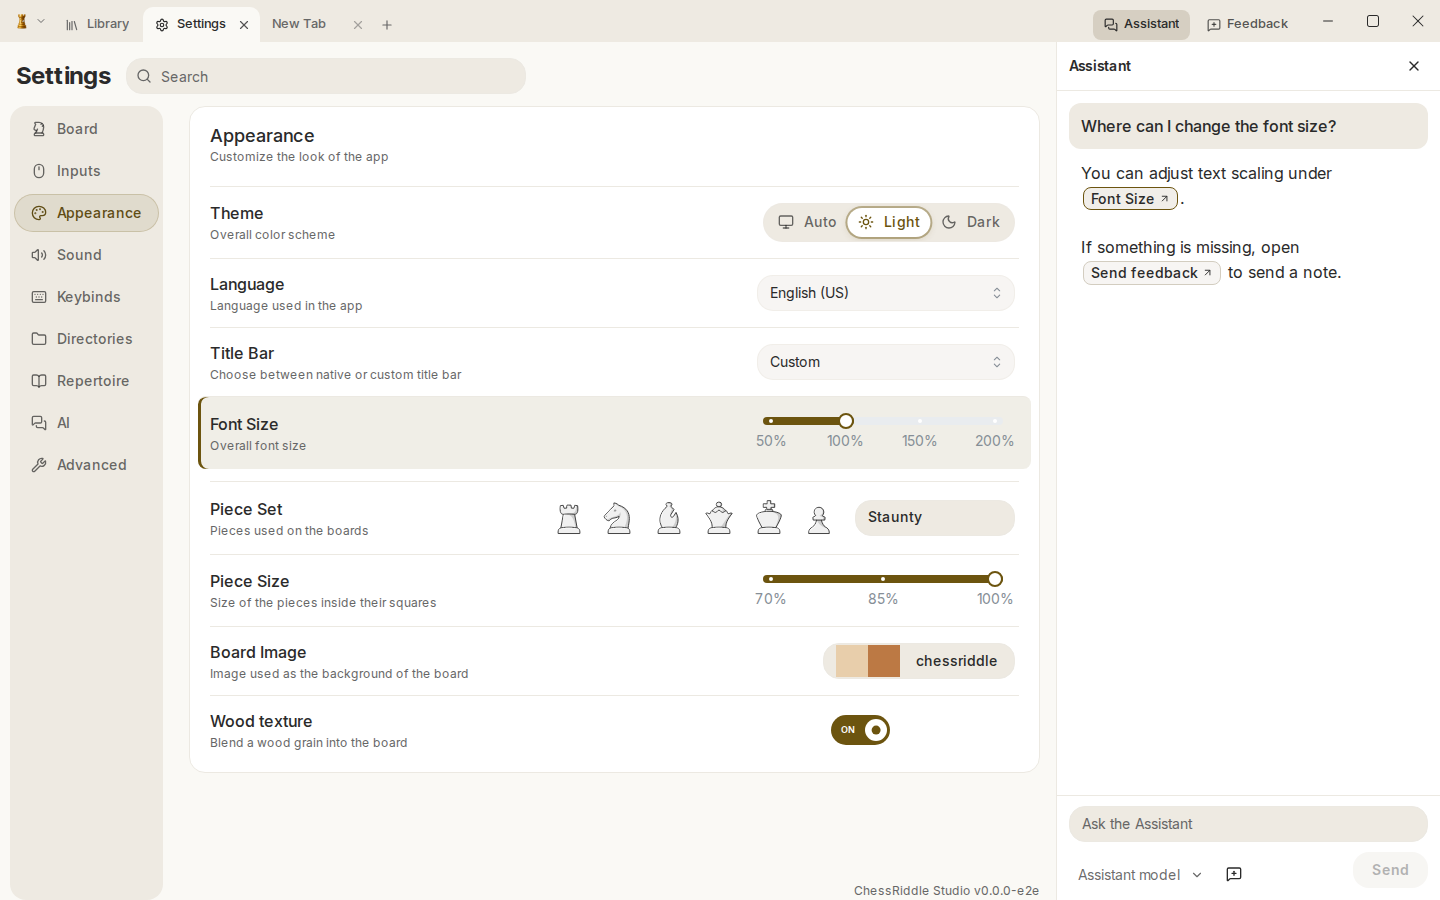 Library
Settings
New Tab
Assistant
Feedback
Settings
Search
Board
Inputs
Appearance
Sound
Keybinds
Directories
Repertoire
AI
Advanced
Appearance
Customize the look of the app
Theme
Overall color scheme
Auto
Light
Dark
Language
Language used in the app
English (US)
Title Bar
Choose between native or custom title bar
Custom
Font Size
Overall font size
50%
100%
150%
200%
Piece Set
Pieces used on the boards
Staunty
Piece Size
Size of the pieces inside their squares
70%
85%
100%
Board Image
Image used as the background of the board
chessriddle
Wood texture
Blend a wood grain into the board
ON
ChessRiddle Studio v0.0.0-e2e
Assistant
Where can I change the font size?
You can adjust text scaling under
Font Size .
If something is missing, open
Send feedback to send a note.
Ask the Assistant
Assistant model
Send